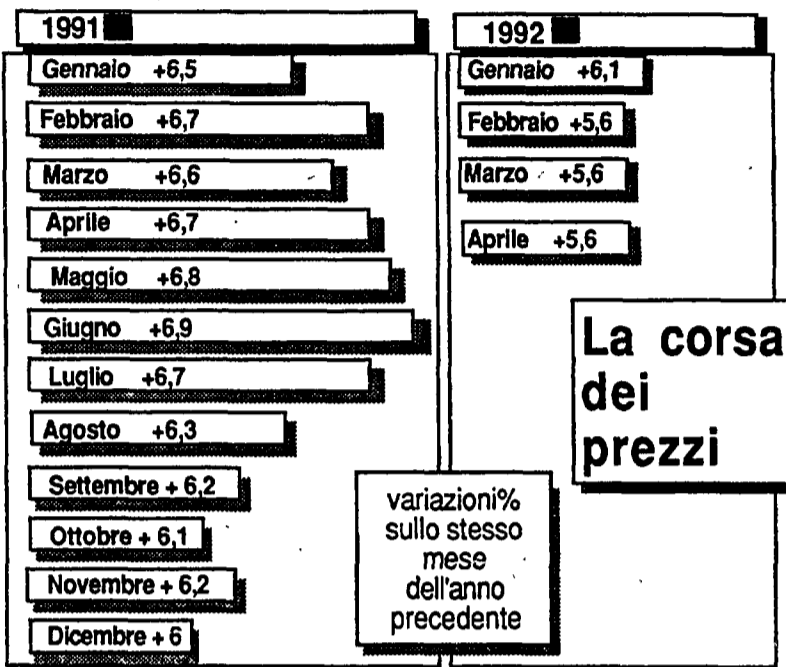 1991
Gennaio +6,5
Febbraio +6,7
Marzo +6,6
Aprile +6,7
Maggio +6,8
Giugno +6,9
Luglio +6,7
Agosto +6,3
Settembre + 6,2
Ottobre + 6,1
Novembre + 6,2
Dicembre + 6
1992
Gennaio +6,1
Febbraio +5,6
Marzo +5,6
Aprile +5,6
La corsa
dei
prezzi
variazioni%
sullo stesso
mese
dell'anno
precedente